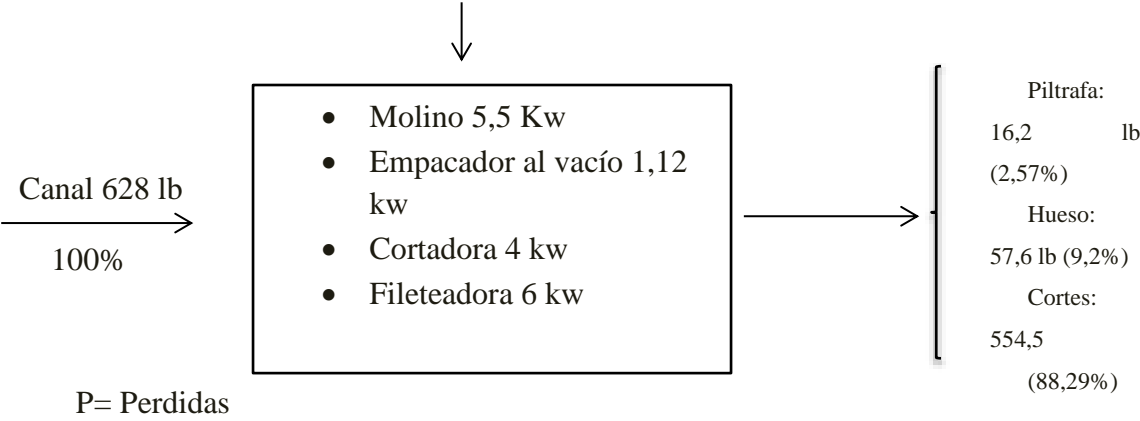 Canal 628 lb
100%
• Molino 5,5 Kw
• Empacador al vacío 1,12
kw
• Cortadora 4 kw
• Fileteadora 6 kw
Piltrafa:
16,2 lb
(2,57%)
Hueso:
57,6 lb (9,2%)
Cortes:
554,5
(88,29%)
P= Perdidas